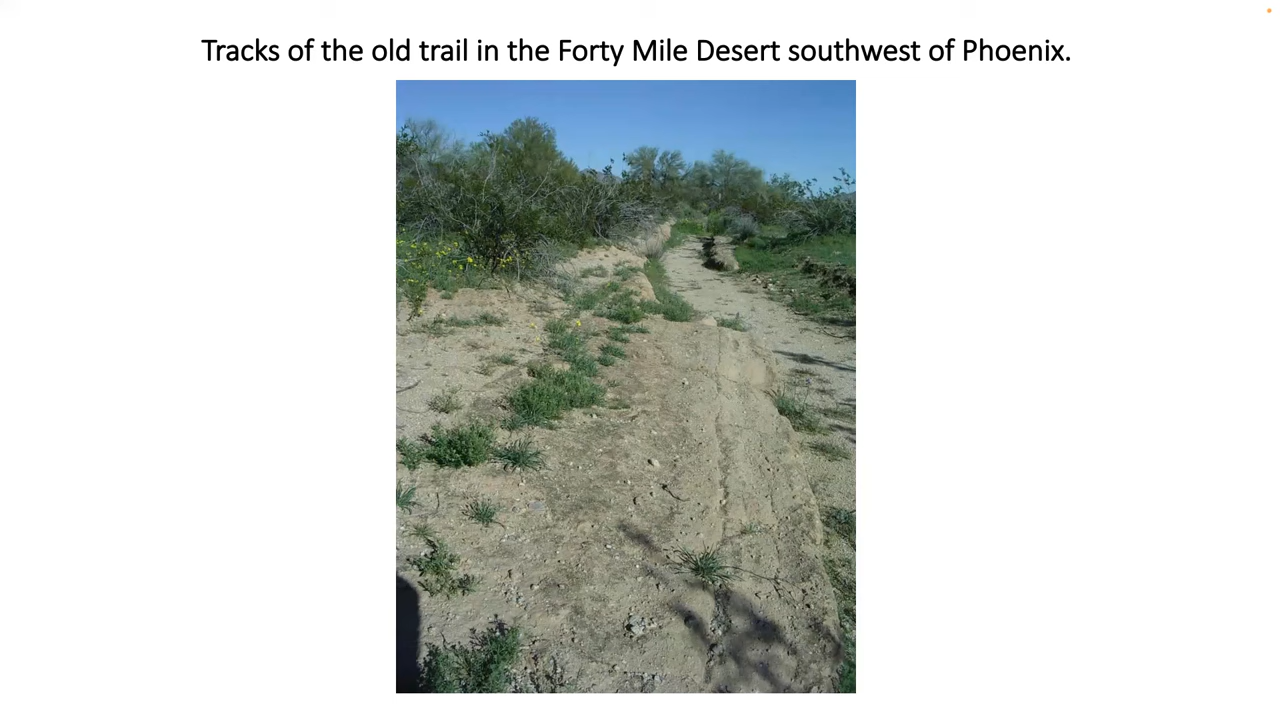 Tracks of the old trail in the Forty Mile Desert southwest of Phoenix.